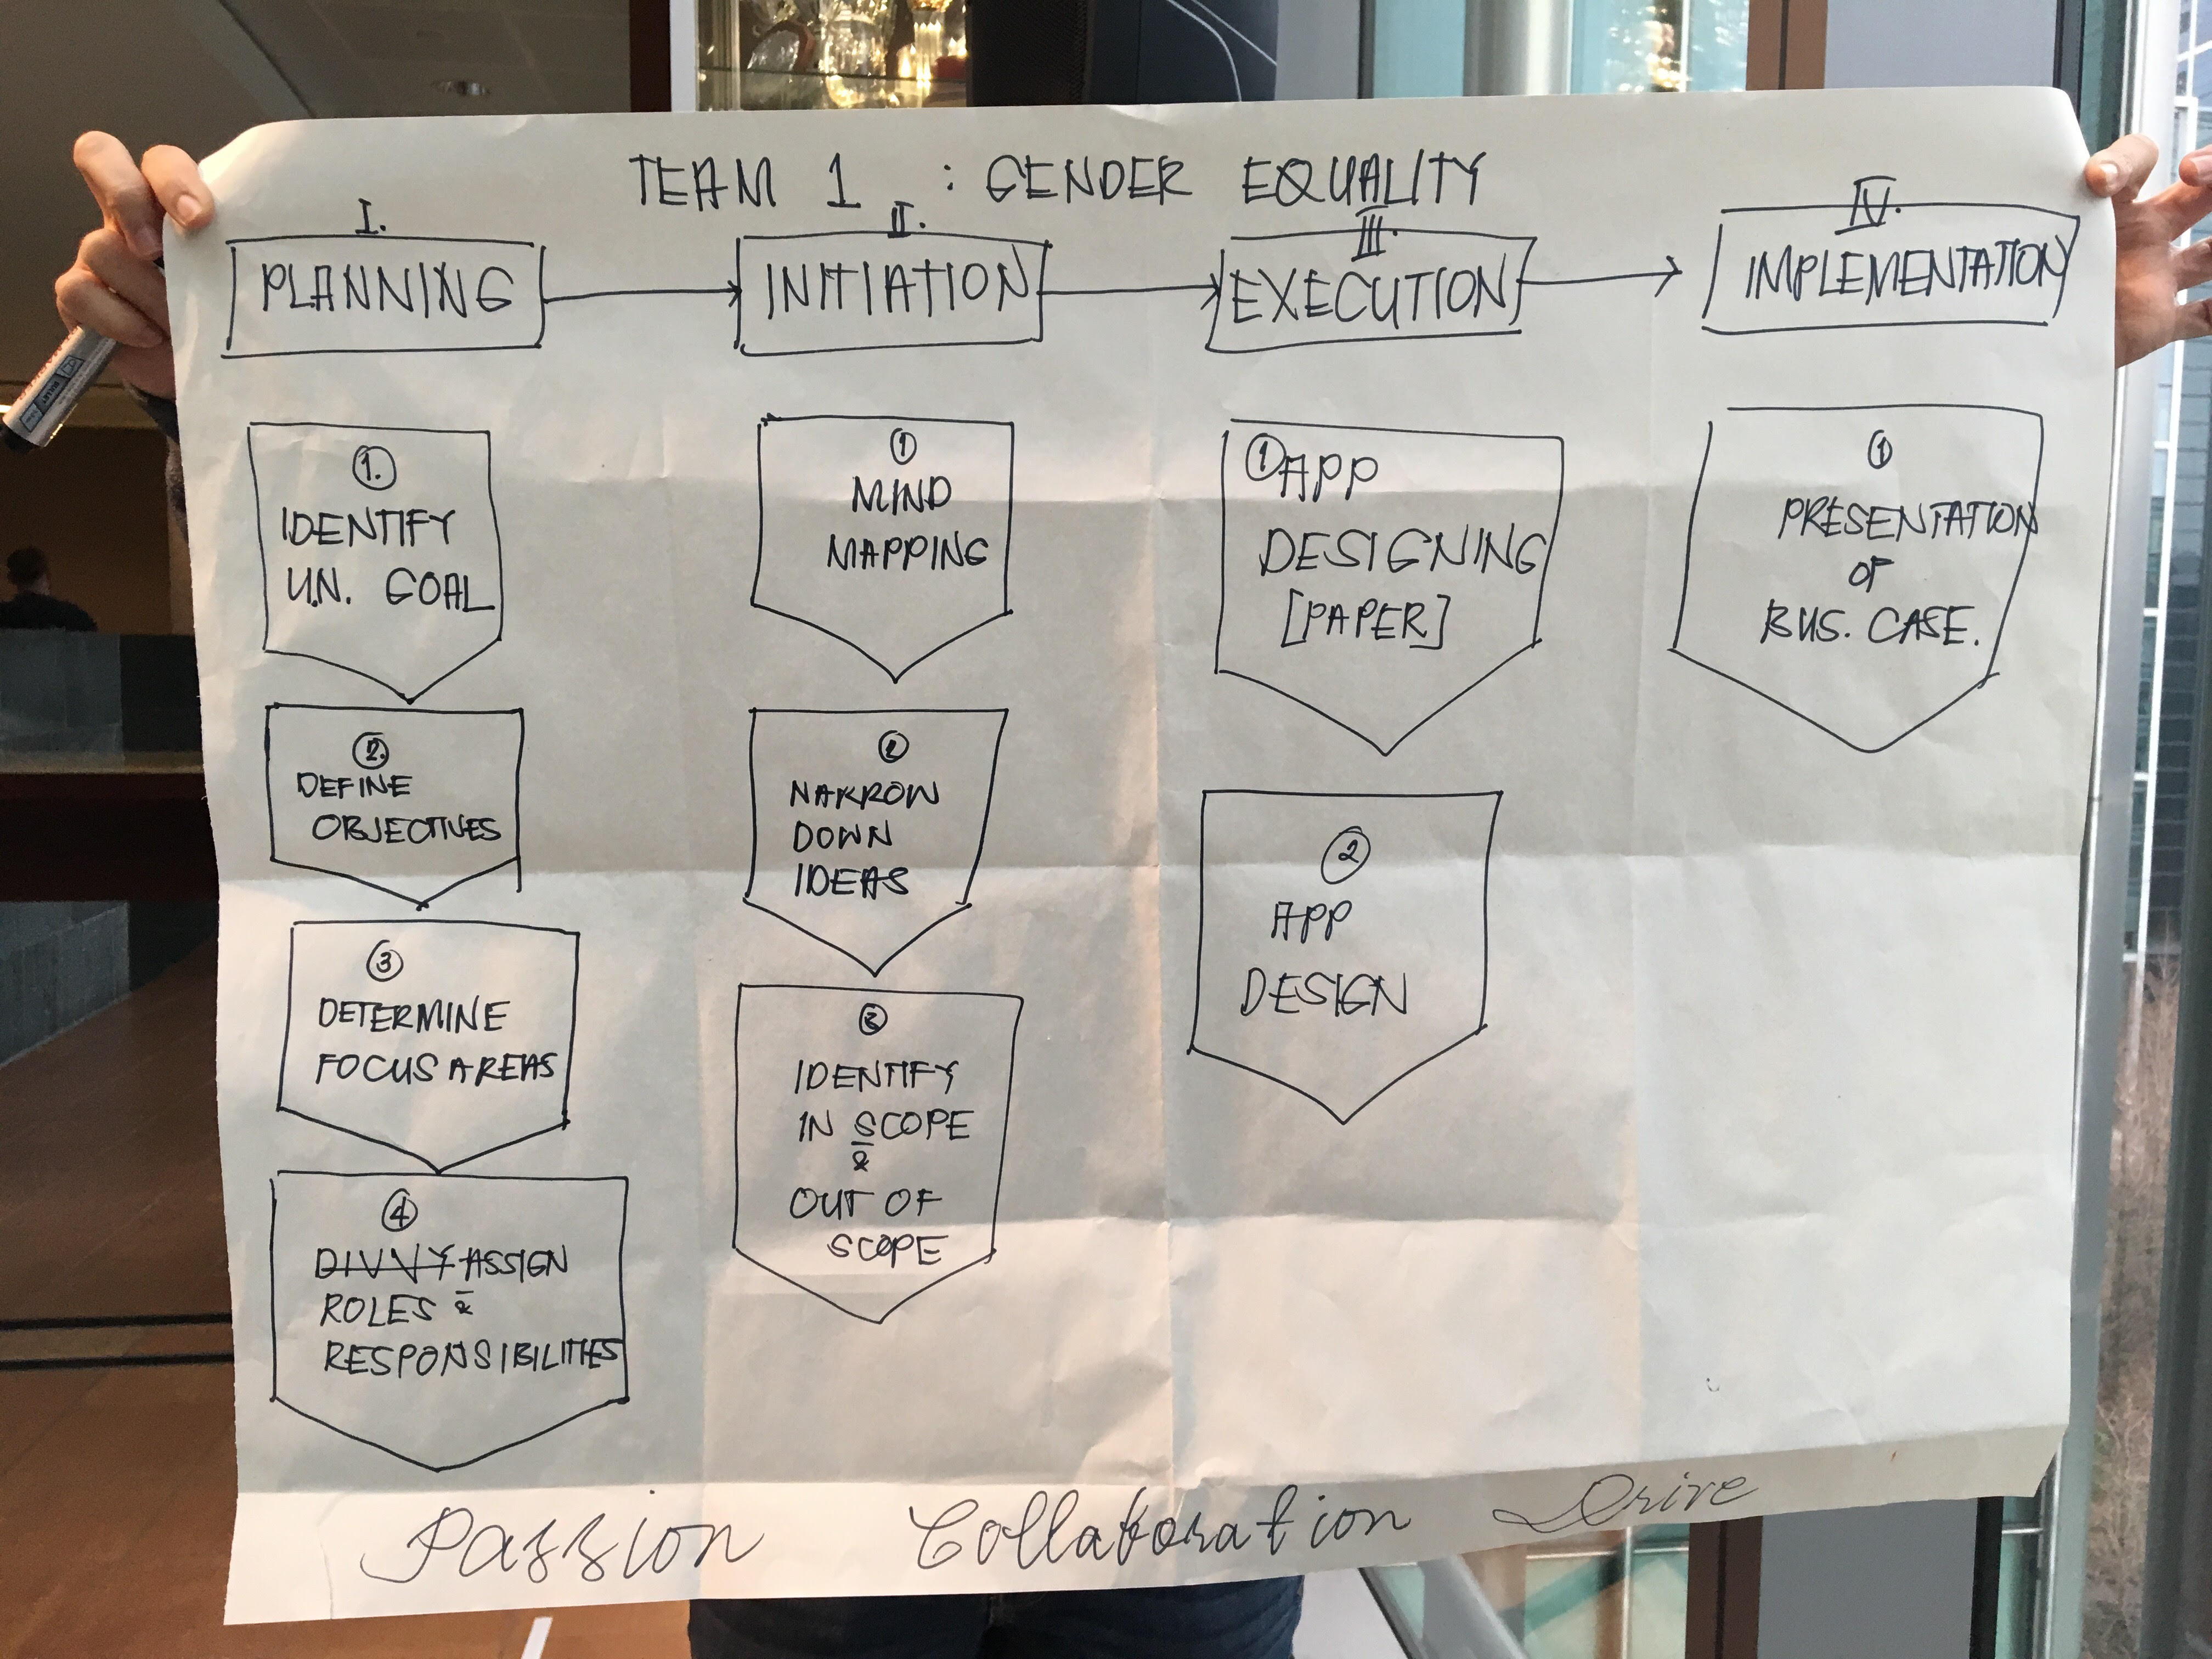 TEAM 1 : GENDER EQUALITY
I.
PLANNING
II.
INITIATION
III.
EXECUTION
IV.
IMPLEMENTATION
1.
IDENTIFY
U.N. GOAL
2.
DEFINE
OBJECTIVES
3
DETERMINE
FOCUS AREAS
4
DIVVY ASSIGN
ROLES &
RESPONSIBILITIES
1
MIND
MAPPING
2
NARROW
DOWN
IDEAS
3
IDENTIFY
IN SCOPE
&
OUT OF
SCOPE
1 APP
DESIGNING
[PAPER]
2
APP
DESIGN
1
PRESENTATION
OF
BUS. CASE.
Passion Collaboration Drive